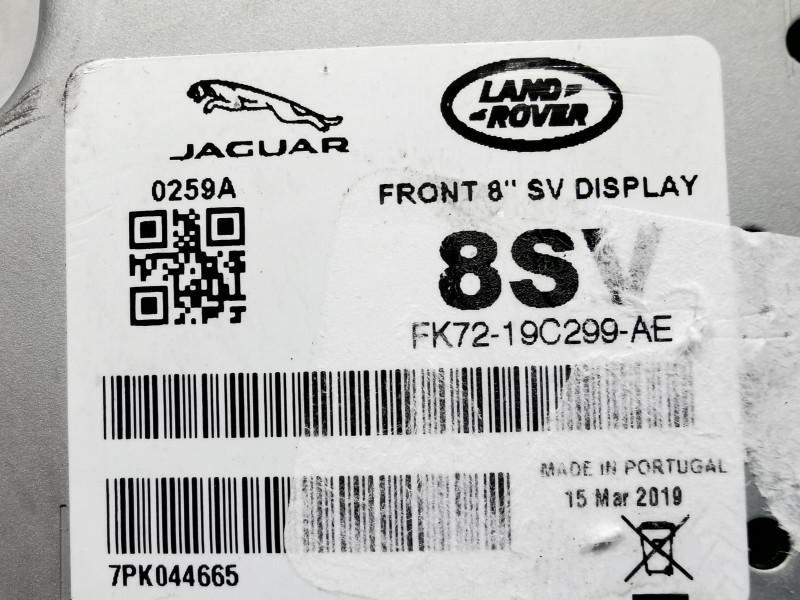 JAGUAR
LAND ROVER
0259A
FRONT 8" SV DISPLAY
8SV
FK72-19C299-AE
MADE IN PORTUGAL
15 Mar 2019
7PK044665